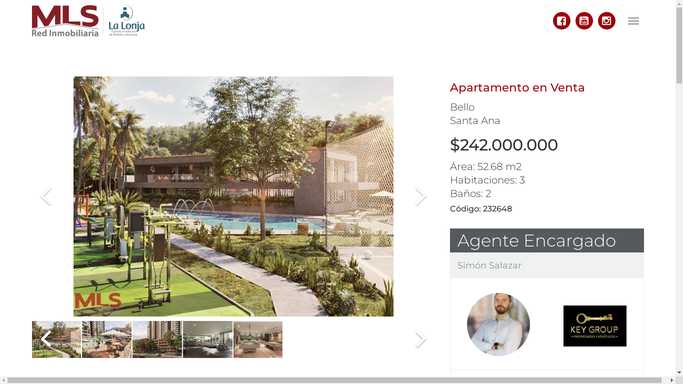 MLS
Red Inmobiliaria
La Lonja
Apartamento en Venta
Bello
Santa Ana
$242.000.000
Área: 52.68 m2
Habitaciones: 3
Baños: 2
Código: 232648
MLS
Agente Encargado
Simón Salazar
KEY GROUP